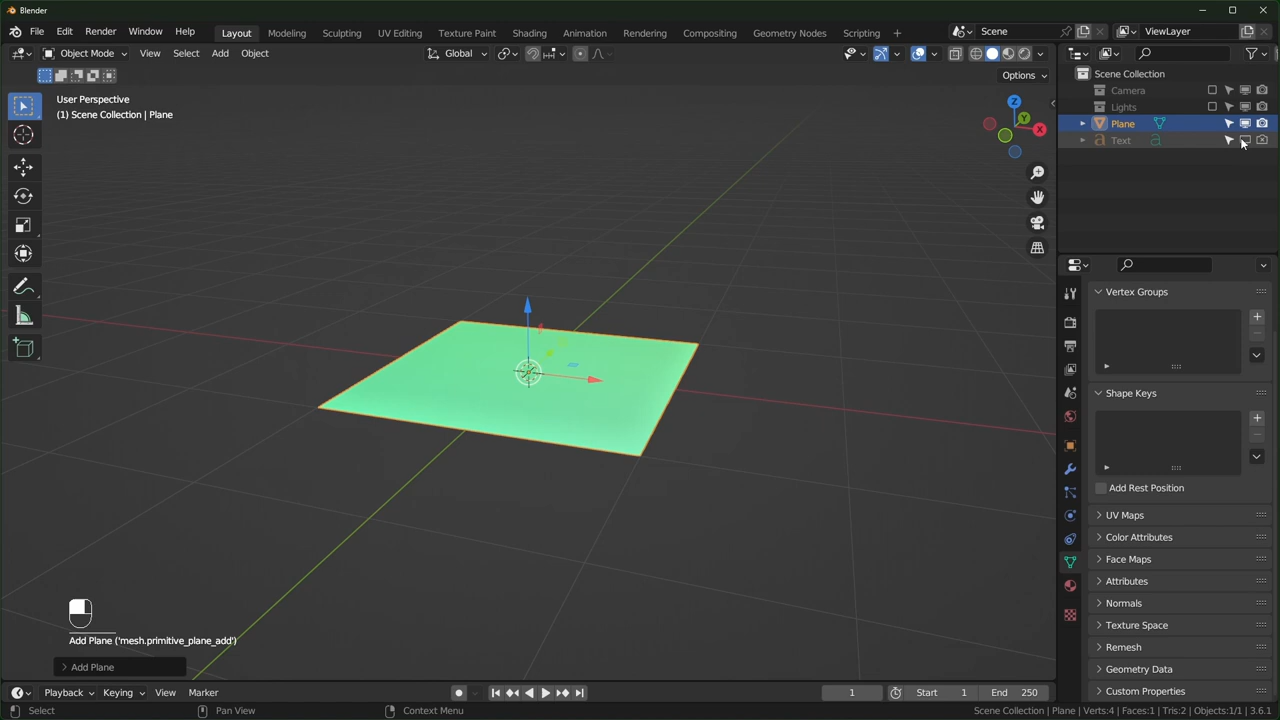 Blender
File Edit Render Window Help Layout Modeling Sculpting UV Editing Texture Paint Shading Animation Rendering Compositing Geometry Nodes Scripting + Scene ViewLayer
Object Mode View Select Add Object Global
Options
User Perspective
(1) Scene Collection | Plane
Z
Y
X
Scene Collection
Camera
Lights
Plane
Text
Vertex Groups
Shape Keys
Add Rest Position
UV Maps
Color Attributes
Face Maps
Attributes
Normals
Texture Space
Remesh
Geometry Data
Custom Properties
Add Plane ('mesh.primitive_plane_add')
Add Plane
Playback Keying View Marker 1 Start 1 End 250
Select Pan View Context Menu Scene Collection | Plane | Verts:4 | Faces:1 | Tris:2 | Objects:1/1 | 3.6.1